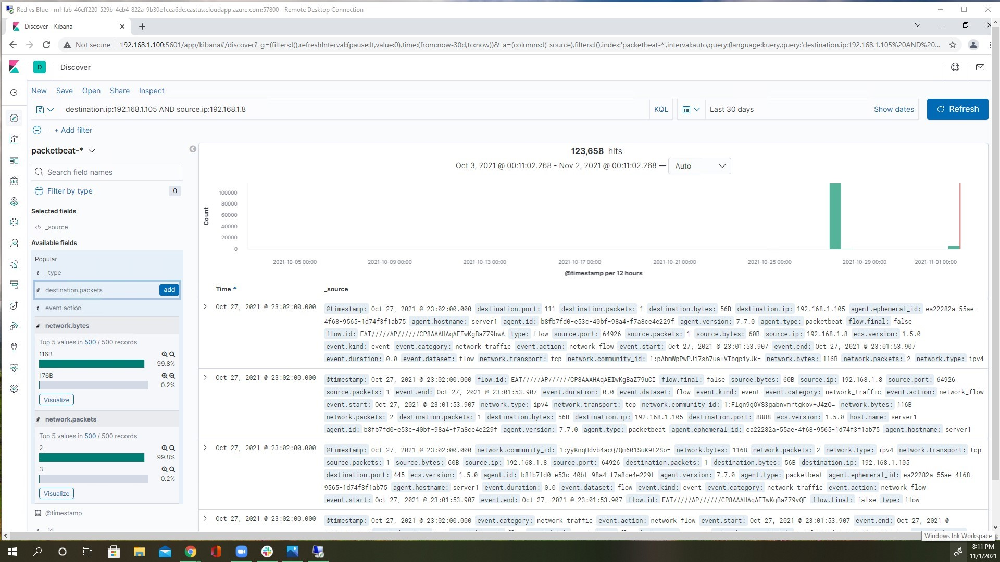 Red vs Blue - ml-lab-46eff220-529b-4eb4-822a-9b30e1cea6de.eastus.cloudapp.azure.com:57800 - Remote Desktop Connection
Discover - Kibana
Not secure
192.168.1.100:5601/app/kibana#/discover?_g=(filters:!(),refreshInterval:(pause:!t,value:0),time:(from:now-30d,to:now))&_a=(columns:!(_source),filters:!(),index:'packetbeat-*',interval:auto,query:(language:kuery,query:'destination.ip:192.168.1.105%20AND%20...
D
Discover
New Save Open Share Inspect
destination.ip:192.168.1.105 AND source.ip:192.168.1.8
KQL
Last 30 days
Show dates
Refresh
+ Add filter
packetbeat-*
Search field names
Filter by type
0
Selected fields
_source
Available fields
Popular
t _type
# destination.packets
add
t event.action
# network.bytes
Top 5 values in 500 / 500 records
116B
99.8%
176B
0.2%
Visualize
# network.packets
Top 5 values in 500 / 500 records
2
99.8%
3
0.2%
Visualize
@timestamp
123,658 hits
Oct 3, 2021 @ 00:11:02.268 - Nov 2, 2021 @ 00:11:02.268 —
Auto
Count
100000
80000
60000
40000
20000
0
2021-10-05 00:00 2021-10-09 00:00 2021-10-13 00:00 2021-10-17 00:00 2021-10-21 00:00 2021-10-25 00:00 2021-10-29 00:00 2021-11-01 00:00
@timestamp per 12 hours
Time
_source
Oct 27, 2021 @ 23:02:00.000
@timestamp: Oct 27, 2021 @ 23:02:00.000 destination.port: 111 destination.packets: 1 destination.bytes: 56B destination.ip: 192.168.1.105 agent.ephemeral_id: ea22282a-55ae-
4f68-9565-1d74f3f1ab75 agent.hostname: server1 agent.id: b8fb7fd0-e53c-40bf-98a4-f7a8ce4e229f agent.version: 7.7.0 agent.type: packetbeat flow.final: false
flow.id: EAT/////AP//////CP8AAAHAqAEIwKgBaZ79bwA type: flow source.port: 64926 source.packets: 1 source.bytes: 60B source.ip: 192.168.1.8 ecs.version: 1.5.0
event.kind: event event.category: network_traffic event.action: network_flow event.start: Oct 27, 2021 @ 23:01:53.907 event.end: Oct 27, 2021 @ 23:01:53.907
event.duration: 0.0 event.dataset: flow network.transport: tcp network.community_id: 1:pAbmWpPwPJi7sh7ua+VIbqpiyJk= network.bytes: 116B network.packets: 2 network.type: ipv4
Oct 27, 2021 @ 23:02:00.000
@timestamp: Oct 27, 2021 @ 23:02:00.000 flow.id: EAT/////AP//////CP8AAAHAqAEIwKgBaZ79uCI flow.final: false source.bytes: 60B source.ip: 192.168.1.8 source.port: 64926
source.packets: 1 event.end: Oct 27, 2021 @ 23:01:53.907 event.duration: 0.0 event.dataset: flow event.kind: event event.category: network_traffic event.action: network_flow
event.start: Oct 27, 2021 @ 23:01:53.907 network.type: ipv4 network.transport: tcp network.community_id: 1:Flgn9gOVS3gabnvmrtgkov+J4zQ= network.bytes: 116B
network.packets: 2 destination.packets: 1 destination.bytes: 56B destination.ip: 192.168.1.105 destination.port: 8888 ecs.version: 1.5.0 host.name: server1
agent.id: b8fb7fd0-e53c-40bf-98a4-f7a8ce4e229f agent.version: 7.7.0 agent.type: packetbeat agent.ephemeral_id: ea22282a-55ae-4f68-9565-1d74f3f1ab75 agent.hostname: server1
Oct 27, 2021 @ 23:02:00.000
@timestamp: Oct 27, 2021 @ 23:02:00.000 network.community_id: 1:yyKnqHdvb4acQ/Qm601SuK9t2So= network.bytes: 116B network.packets: 2 network.type: ipv4 network.transport: tcp
source.packets: 1 source.bytes: 60B source.ip: 192.168.1.8 source.port: 64926 destination.packets: 1 destination.bytes: 56B destination.ip: 192.168.1.105
destination.port: 445 ecs.version: 1.5.0 agent.id: b8fb7fd0-e53c-40bf-98a4-f7a8ce4e229f agent.version: 7.7.0 agent.type: packetbeat agent.ephemeral_id: ea22282a-55ae-4f68-
9565-1d74f3f1ab75 agent.hostname: server1 event.duration: 0.0 event.dataset: flow event.kind: event event.category: network_traffic event.action: network_flow
event.start: Oct 27, 2021 @ 23:01:53.907 event.end: Oct 27, 2021 @ 23:01:53.907 flow.id: EAT/////AP//////CP8AAAHAqAEIwKgBaZ79vQE flow.final: false type: flow
Oct 27, 2021 @ 23:02:00.000
@timestamp: Oct 27, 2021 @ 23:02:00.000 event.category: network_traffic event.action: network_flow event.start: Oct 27, 2021 @ 23:01:53.907 event.end: Oct 27, 2021 @
Windows Ink Workspace
8:11 PM
11/1/2021